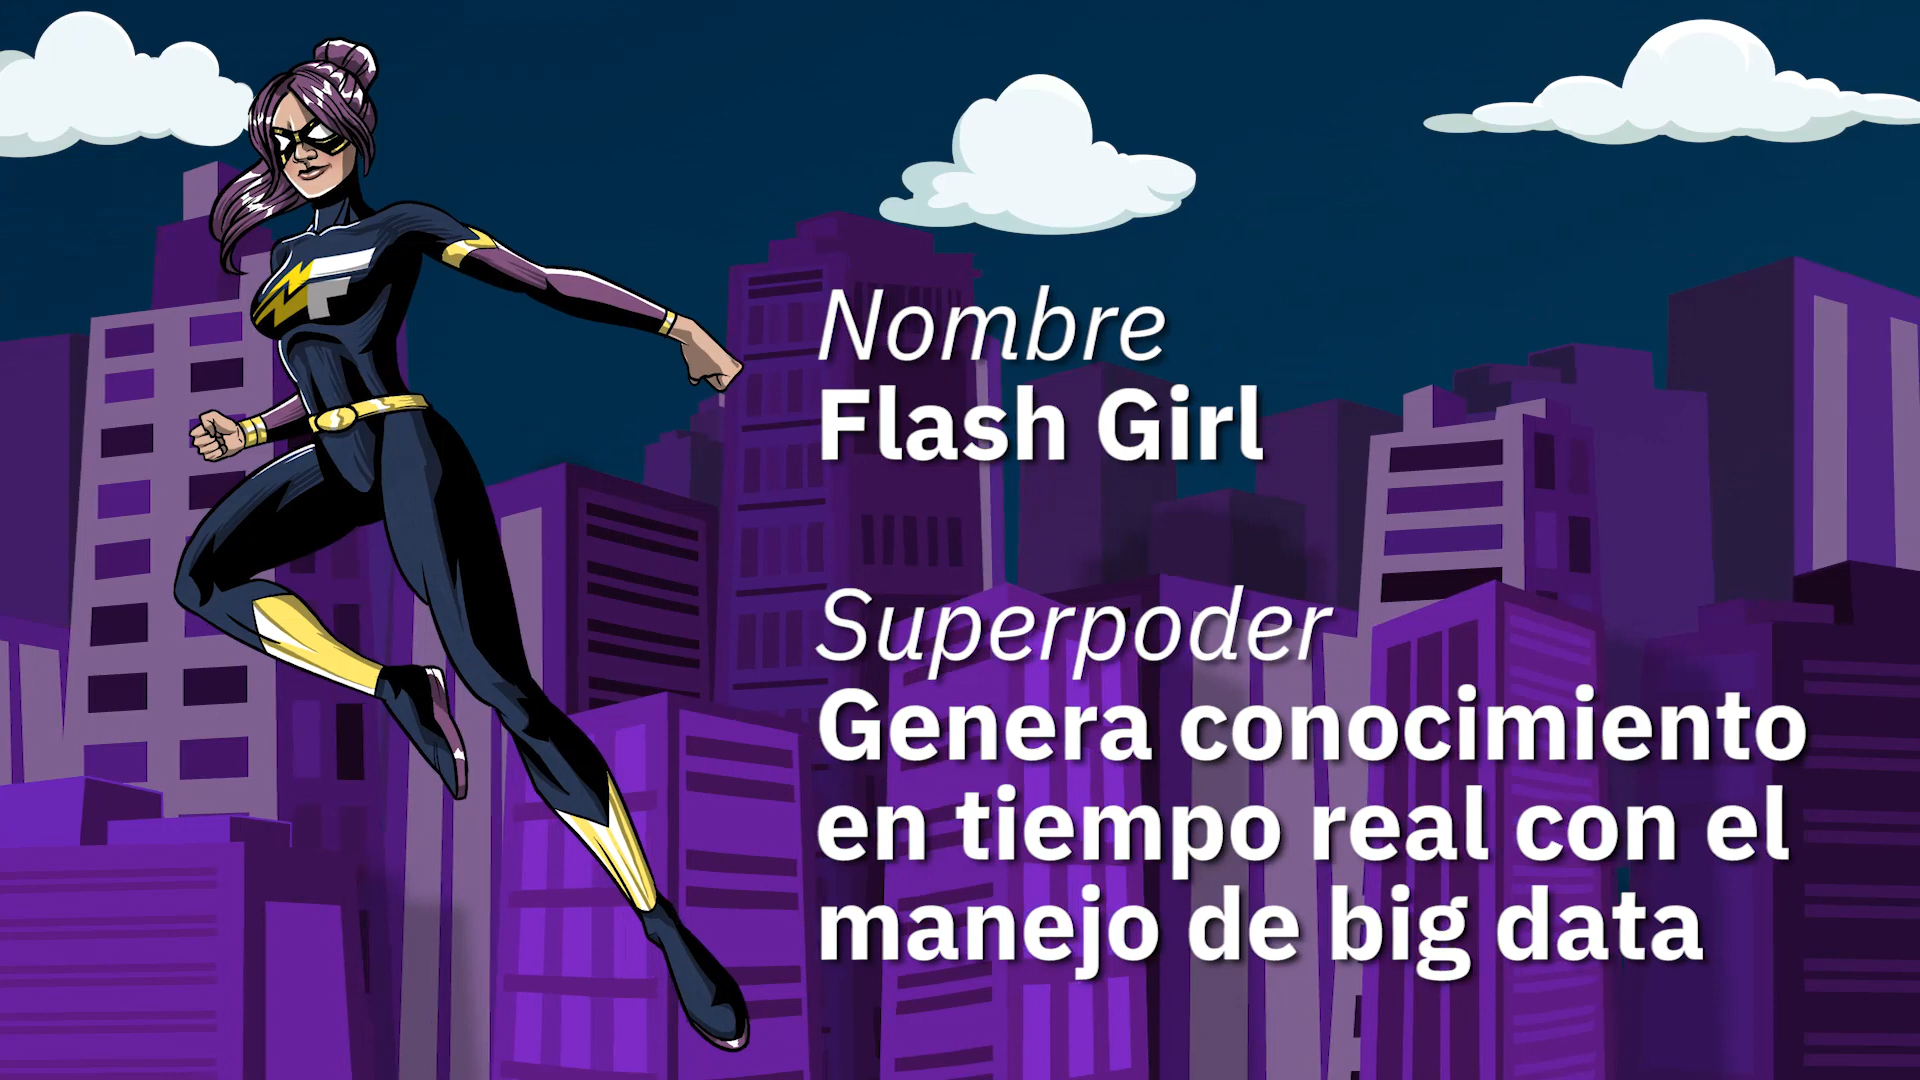 Nombre
Flash Girl
Superpoder
Genera conocimiento
en tiempo real con el
manejo de big data